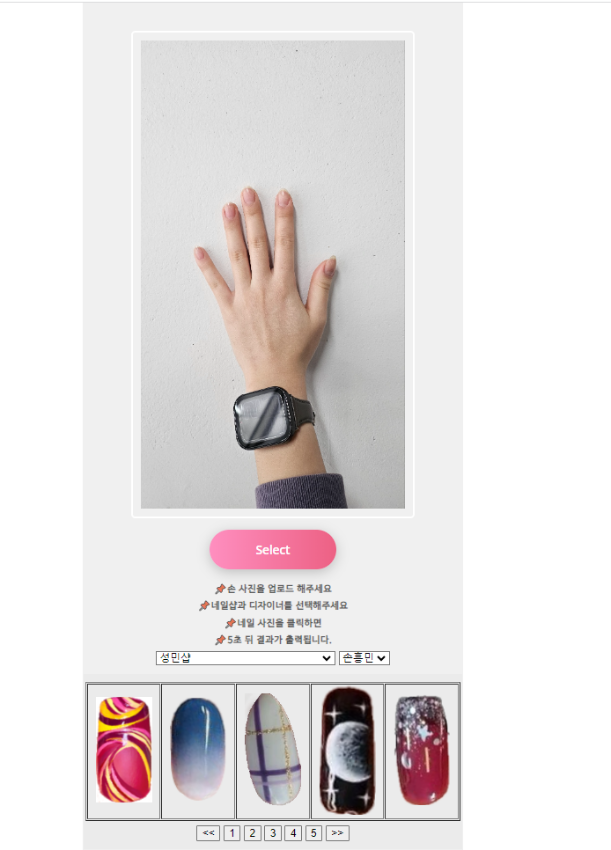 Select
📌손 사진을 업로드 해주세요
📌네일샵과 디자이너를 선택해주세요
📌네일 사진을 클릭하면
📌5초 뒤 결과가 출력됩니다.
성민샵 손흥민
<< 1 2 3 4 5 >>